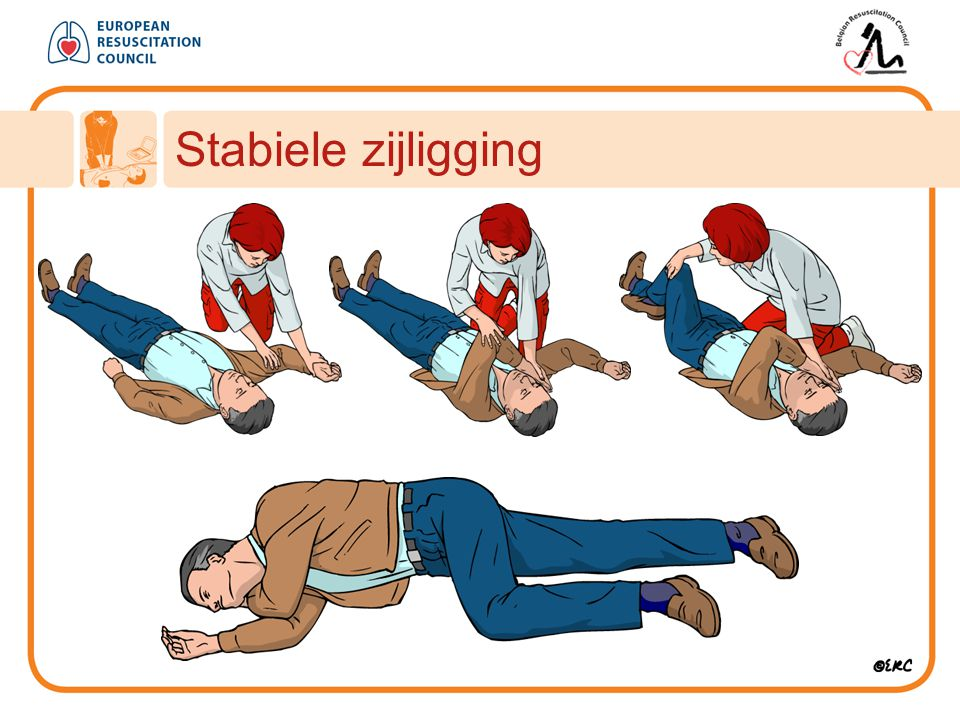 EUROPEAN
RESUSCITATION
COUNCIL
Belgian Resuscitation Council
Stabiele zijligging
©ERC